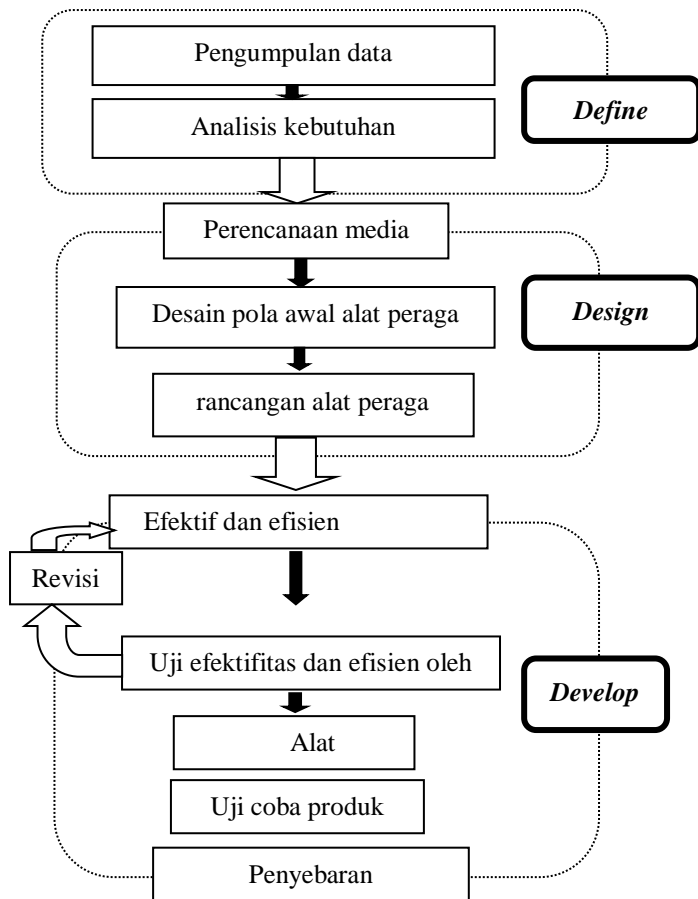 Pengumpulan data
Define
Analisis kebutuhan
Perencanaan media
Desain pola awal alat peraga
Design
rancangan alat peraga
Efektif dan efisien
Revisi
Uji efektifitas dan efisien oleh
Develop
Alat
Uji coba produk
Penyebaran